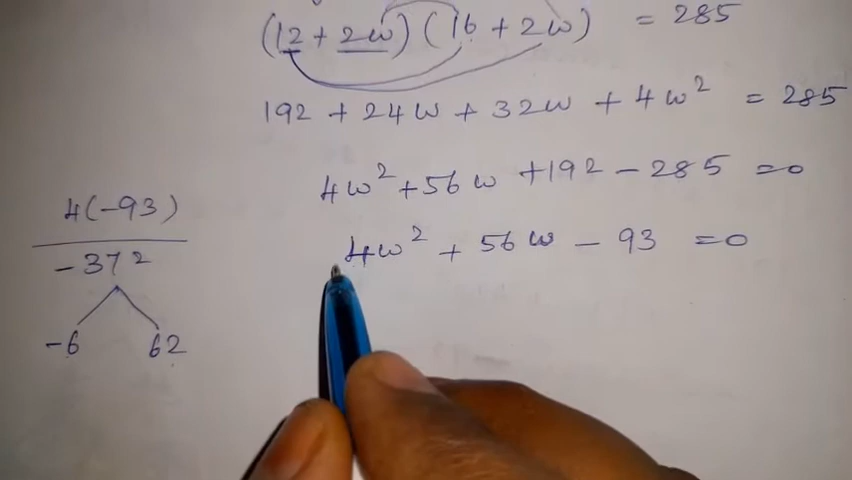 (12 + 2w) (16 + 2w) = 285
192 + 24w + 32w + 4w² = 285
4w² + 56w + 192 - 285 = 0
4w² + 56w - 93 = 0
4(-93)
-372
-6 62